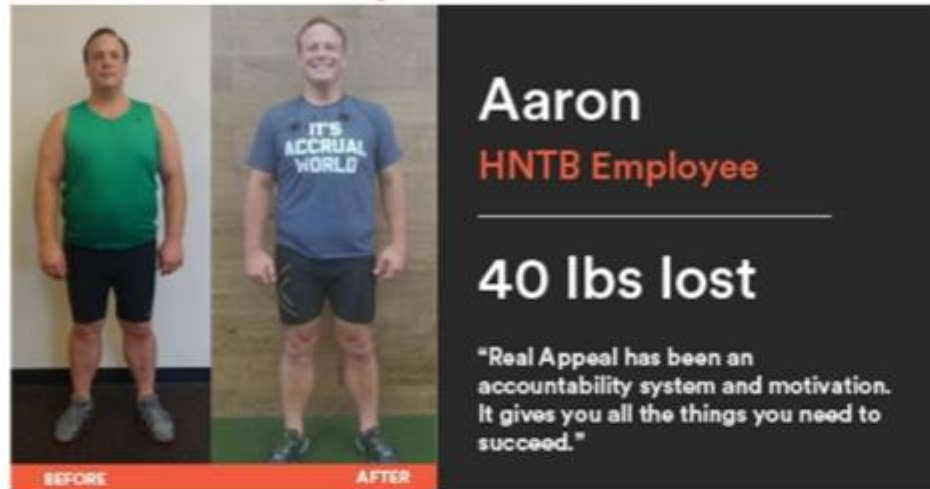 IT'S
ACCRUAL
WORLD
BEFORE
AFTER
Aaron
HNTB Employee
40 lbs lost
"Real Appeal has been an
accountability system and motivation.
It gives you all the things you need to
succeed."